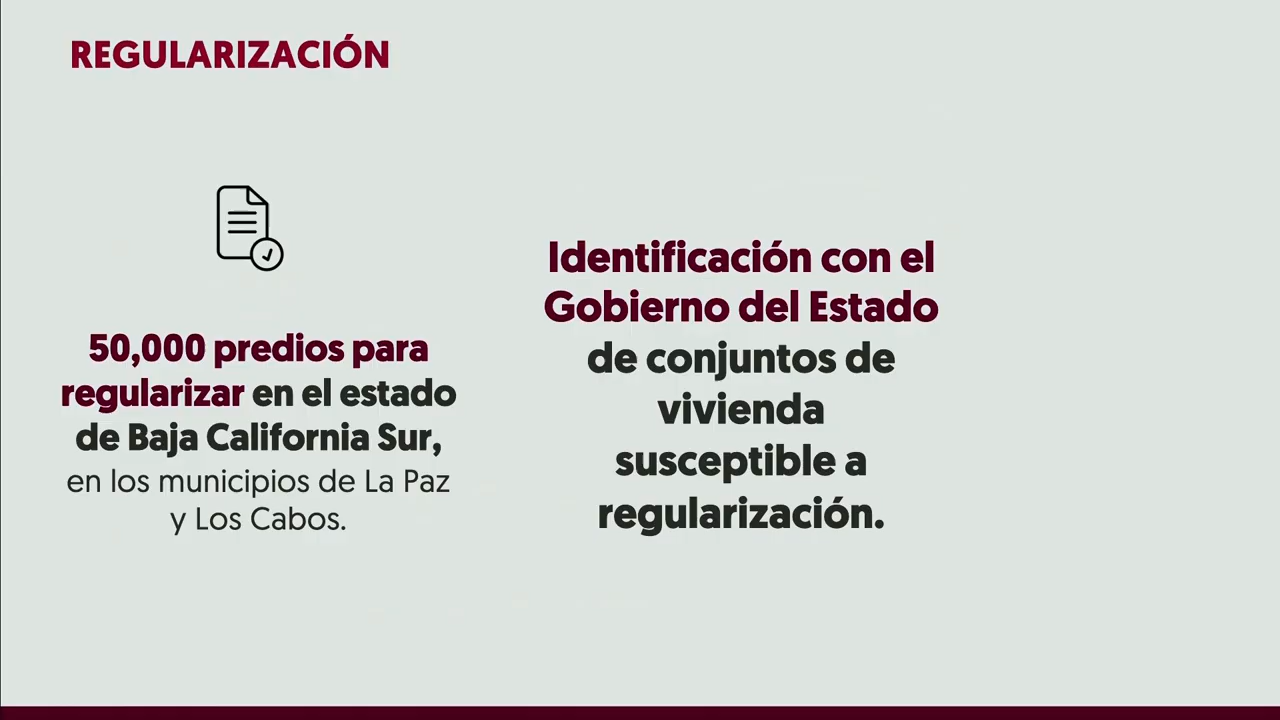 REGULARIZACIÓN
50,000 predios para
regularizar en el estado
de Baja California Sur,
en los municipios de La Paz
y Los Cabos.
Identificación con el
Gobierno del Estado
de conjuntos de
vivienda
susceptible a
regularización.